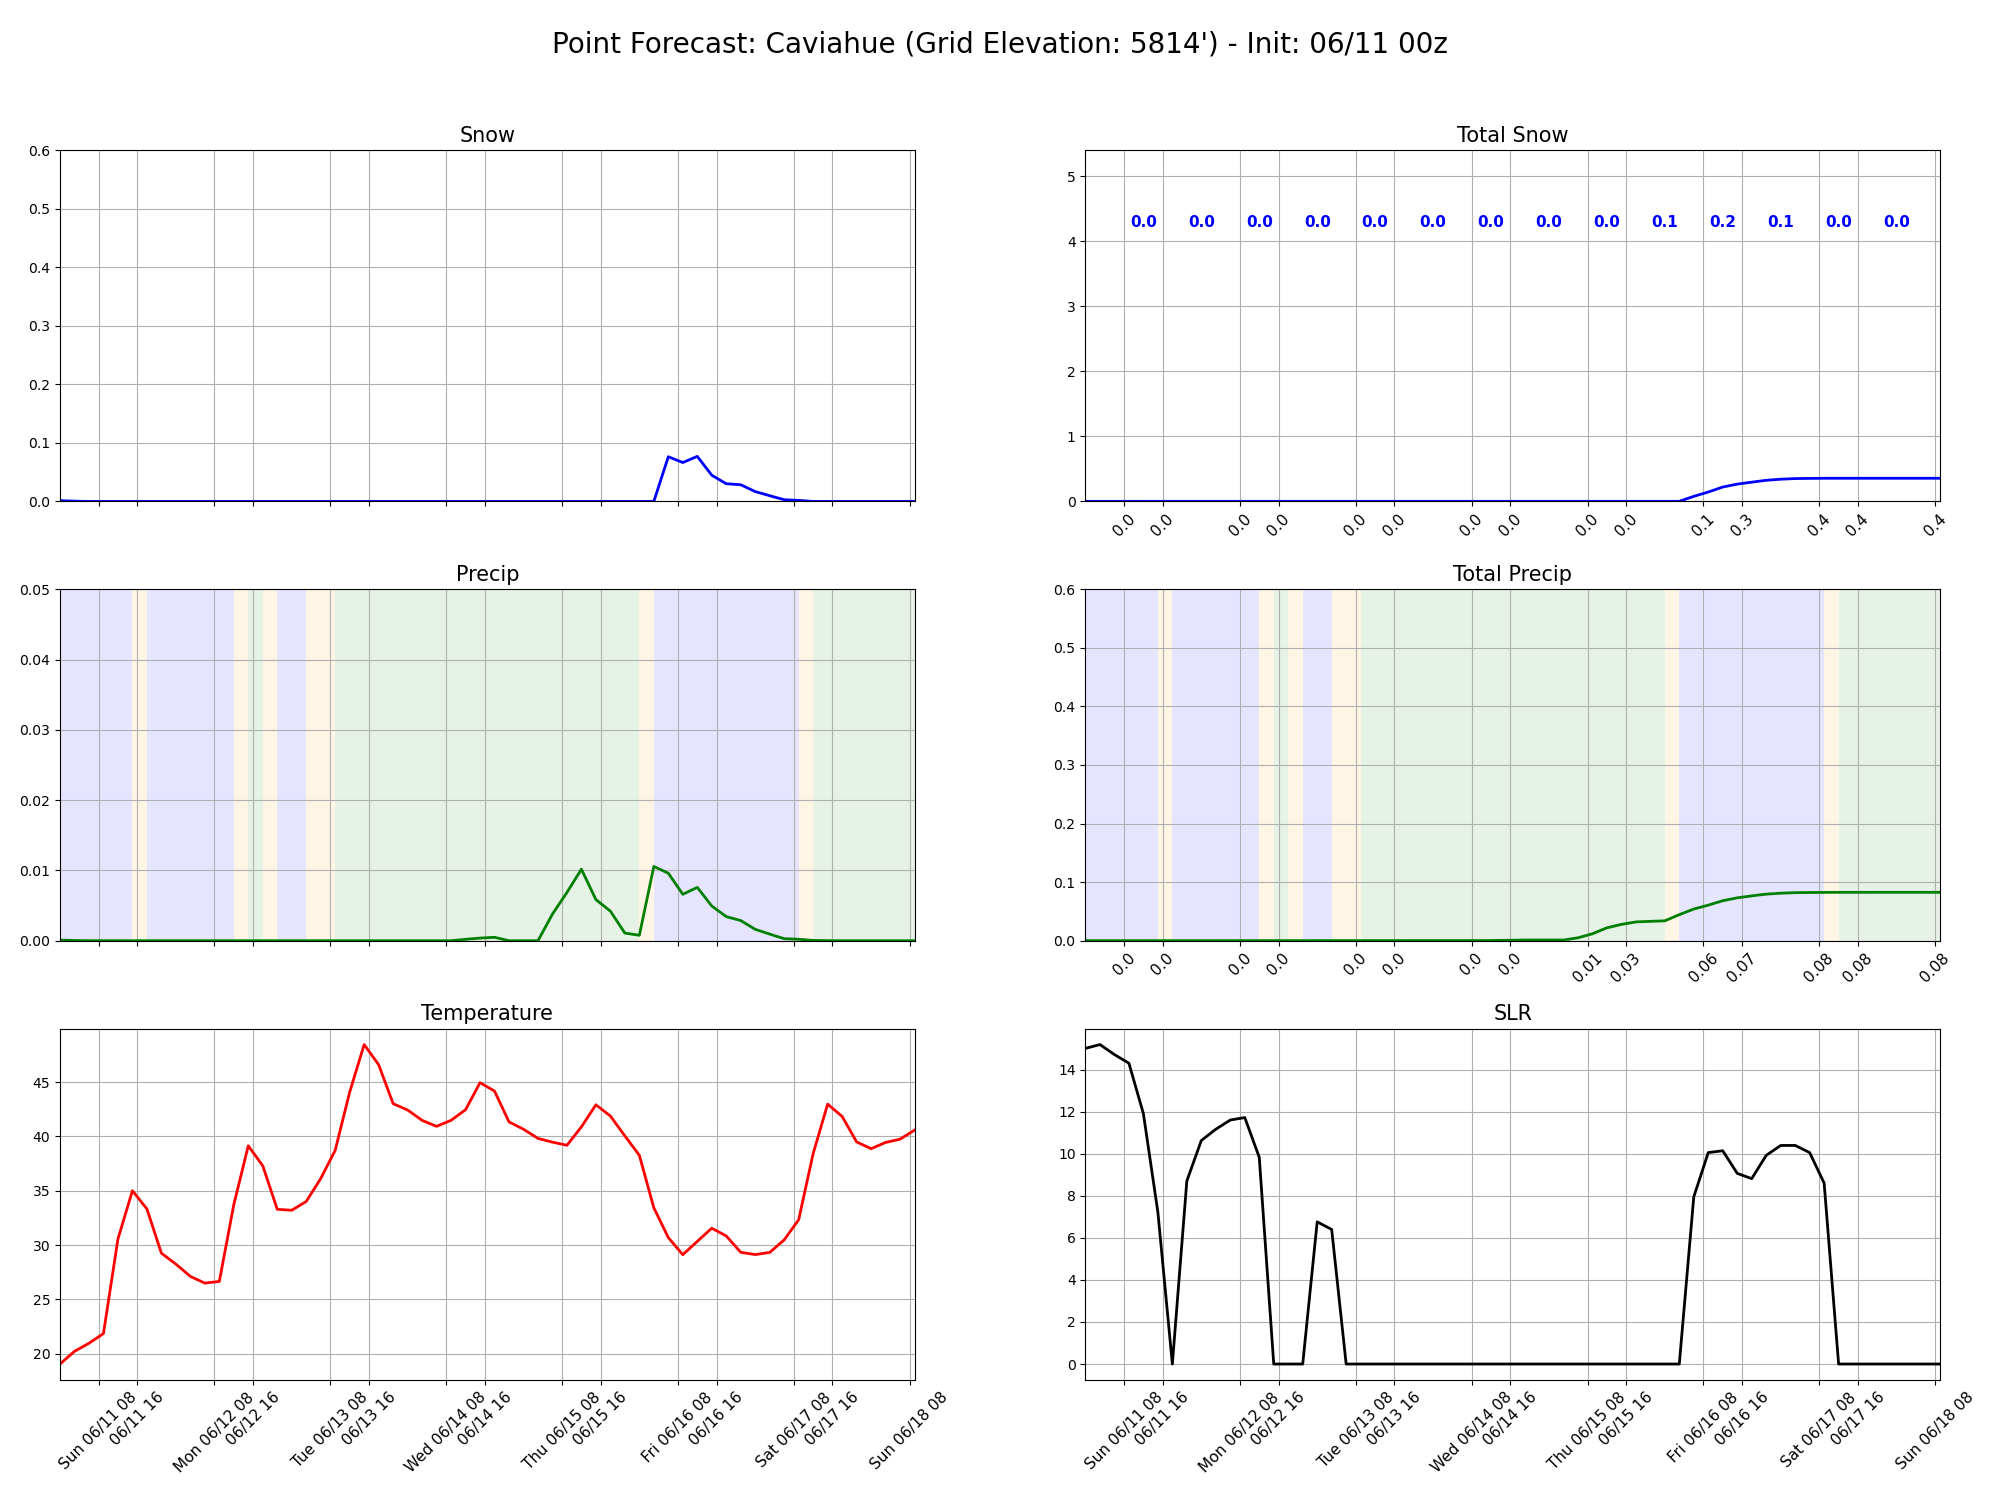 Point Forecast: Caviahue (Grid Elevation: 5814') - Init: 06/11 00z
Snow
0.6
0.5
0.4
0.3
0.2
0.1
0.0
Total Snow
5
4
3
2
1
0
0.0 0.0 0.0 0.0 0.0 0.0 0.0 0.0 0.0 0.1 0.2 0.1 0.0 0.0
0.0 0.0 0.0 0.0 0.0 0.0 0.0 0.0 0.0 0.0 0.1 0.3 0.4 0.4 0.4
Precip
0.05
0.04
0.03
0.02
0.01
0.00
Total Precip
0.6
0.5
0.4
0.3
0.2
0.1
0.0
0.0 0.0 0.0 0.0 0.0 0.0 0.0 0.0 0.01 0.03 0.06 0.07 0.08 0.08 0.08
Temperature
45
40
35
30
25
20
Sun 06/11 08
06/11 16
Mon 06/12 08
06/12 16
Tue 06/13 08
06/13 16
Wed 06/14 08
06/14 16
Thu 06/15 08
06/15 16
Fri 06/16 08
06/16 16
Sat 06/17 08
06/17 16
Sun 06/18 08
SLR
14
12
10
8
6
4
2
0
Sun 06/11 08
06/11 16
Mon 06/12 08
06/12 16
Tue 06/13 08
06/13 16
Wed 06/14 08
06/14 16
Thu 06/15 08
06/15 16
Fri 06/16 08
06/16 16
Sat 06/17 08
06/17 16
Sun 06/18 08